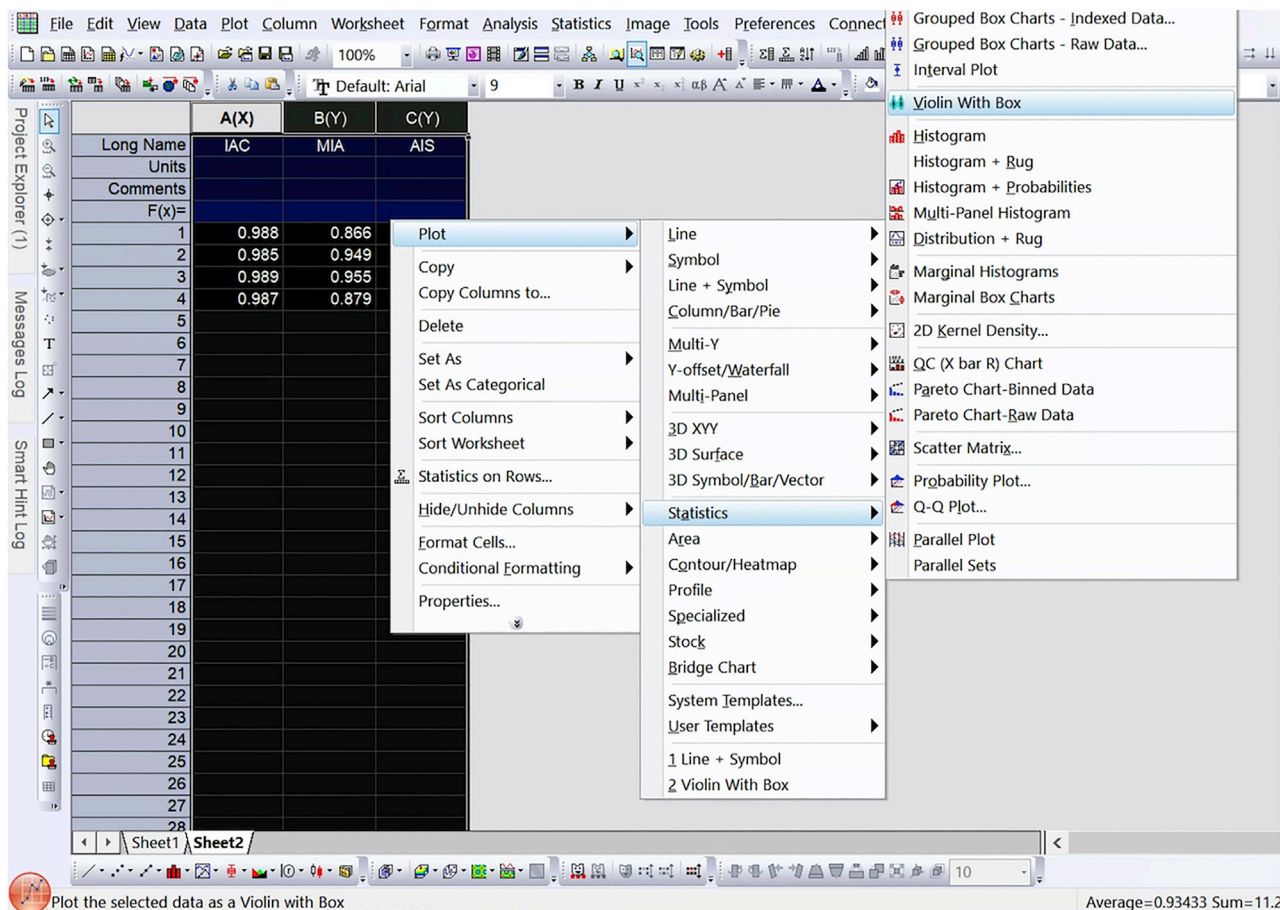 File Edit View Data Plot Column Worksheet Format Analysis Statistics Image Tools Preferences Connect
100%
Default: Arial 9 B I U αβ A A
Project Explorer (1)
Messages Log
Smart Hint Log
A(X) B(Y) C(Y)
Long Name IAC MIA AIS
Units
Comments
F(x)=
1 0.988 0.866
2 0.985 0.949
3 0.989 0.955
4 0.987 0.879
5
6
7
8
9
10
11
12
13
14
15
16
17
18
19
20
21
22
23
24
25
26
27
28
Plot
Copy
Copy Columns to...
Delete
Set As
Set As Categorical
Sort Columns
Sort Worksheet
Statistics on Rows...
Hide/Unhide Columns
Format Cells...
Conditional Formatting
Properties...
Line
Symbol
Line + Symbol
Column/Bar/Pie
Multi-Y
Y-offset/Waterfall
Multi-Panel
3D XYY
3D Surface
3D Symbol/Bar/Vector
Statistics
Area
Contour/Heatmap
Profile
Specialized
Stock
Bridge Chart
System Templates...
User Templates
1 Line + Symbol
2 Violin With Box
Grouped Box Charts - Indexed Data...
Grouped Box Charts - Raw Data...
Interval Plot
Violin With Box
Histogram
Histogram + Rug
Histogram + Probabilities
Multi-Panel Histogram
Distribution + Rug
Marginal Histograms
Marginal Box Charts
2D Kernel Density...
QC (X bar R) Chart
Pareto Chart-Binned Data
Pareto Chart-Raw Data
Scatter Matrix...
Probability Plot...
Q-Q Plot...
Parallel Plot
Parallel Sets
Sheet1 Sheet2
10
Plot the selected data as a Violin with Box
Average=0.93433 Sum=11.2